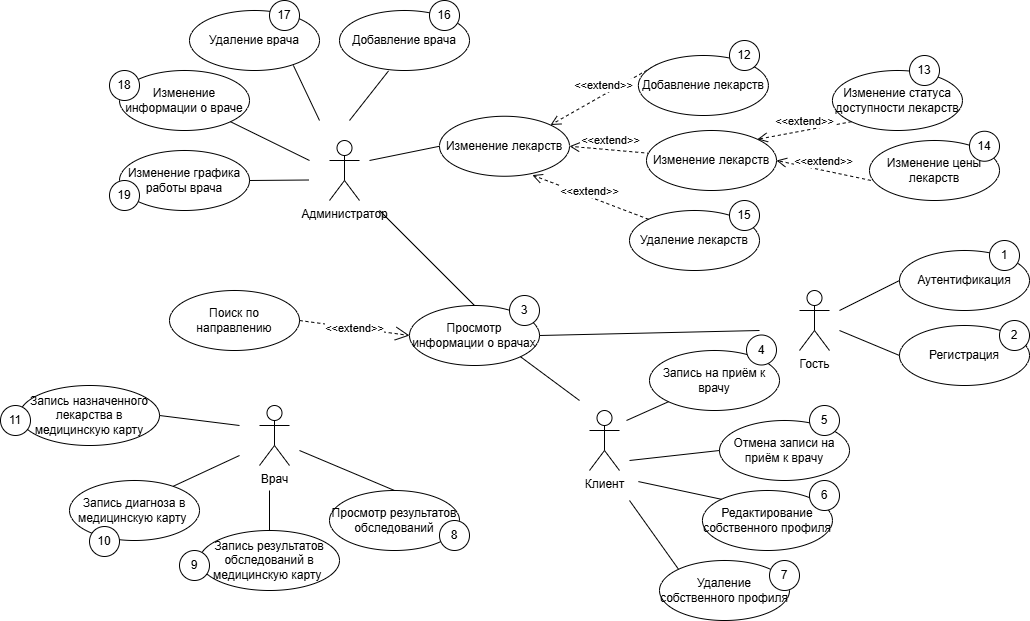 17
Удаление врача
16
Добавление врача
18
Изменение
информации о враче
Изменение графика
работы врача
19
Администратор
Изменение лекарств
<<extend>>
12
Добавление лекарств
<<extend>>
Изменение лекарств
<<extend>>
13
Изменение статуса
доступности лекарств
<<extend>>
14
Изменение цены
лекарств
<<extend>>
15
Удаление лекарств
Поиск по
направлению
<<extend>>
3
Просмотр
информации о врачах
Гость
1
Аутентификация
2
Регистрация
4
Запись на приём к
врачу
5
Отмена записи на
приём к врачу
6
Редактирование
собственного профиля
7
Удаление
собственного профиля
Клиент
Запись назначенного
лекарства в
медицинскую карту
11
Врач
Запись диагноза в
медицинскую карту
10
Запись результатов
обследований в
медицинскую карту
9
Просмотр результатов
обследований
8